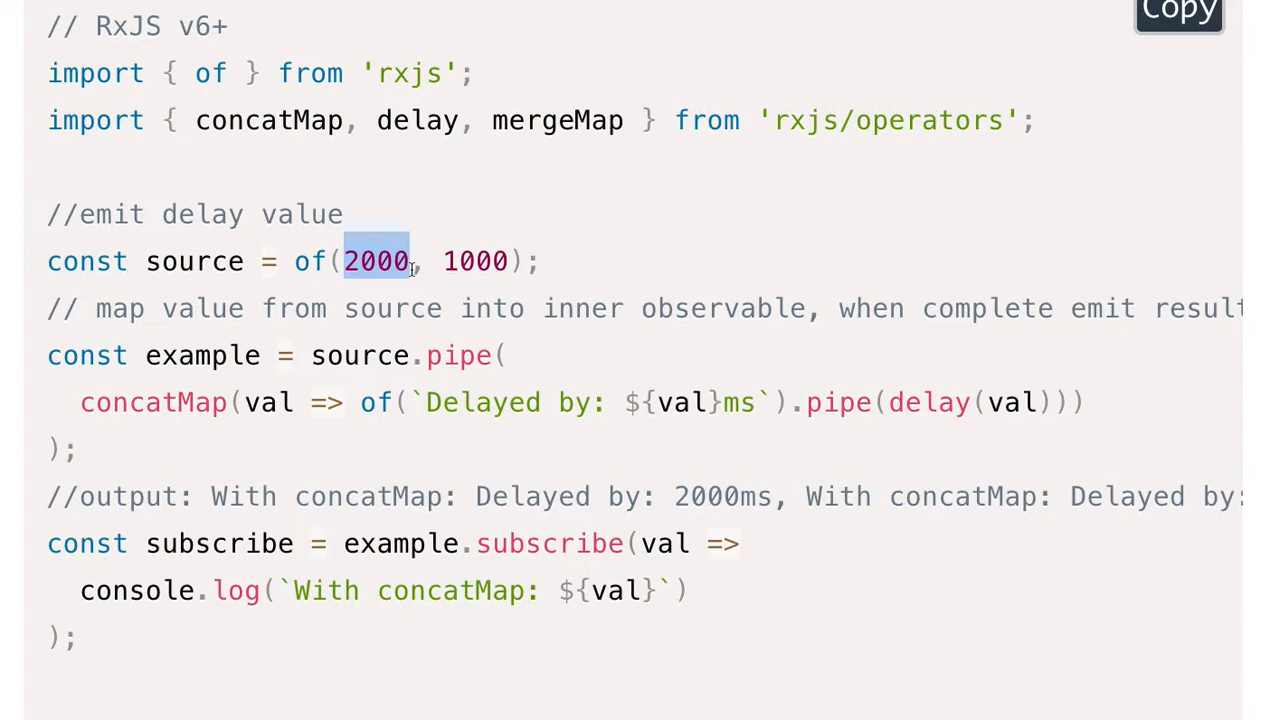 Copy
// RxJS v6+
import { of } from 'rxjs';
import { concatMap, delay, mergeMap } from 'rxjs/operators';
//emit delay value
const source = of(2000, 1000);
// map value from source into inner observable, when complete emit result
const example = source.pipe(
  concatMap(val => of(`Delayed by: ${val}ms`).pipe(delay(val)))
);
//output: With concatMap: Delayed by: 2000ms, With concatMap: Delayed by:
const subscribe = example.subscribe(val =>
  console.log(`With concatMap: ${val}`)
);